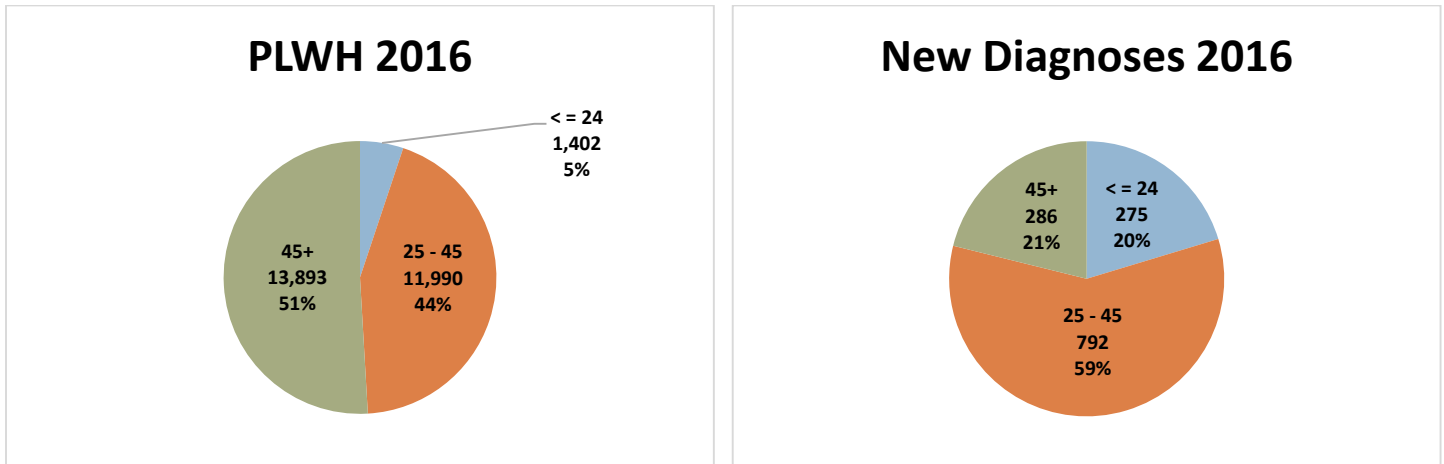 PLWH 2016
< = 24
1,402
5%
45+
13,893
51%
25 - 45
11,990
44%
New Diagnoses 2016
45+
286
21%
< = 24
275
20%
25 - 45
792
59%